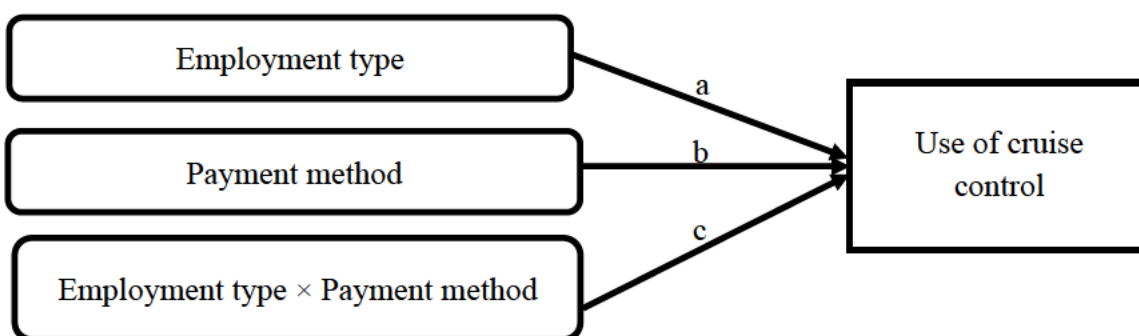 Employment type
a
Use of cruise
control
Payment method
b
c
Employment type × Payment method